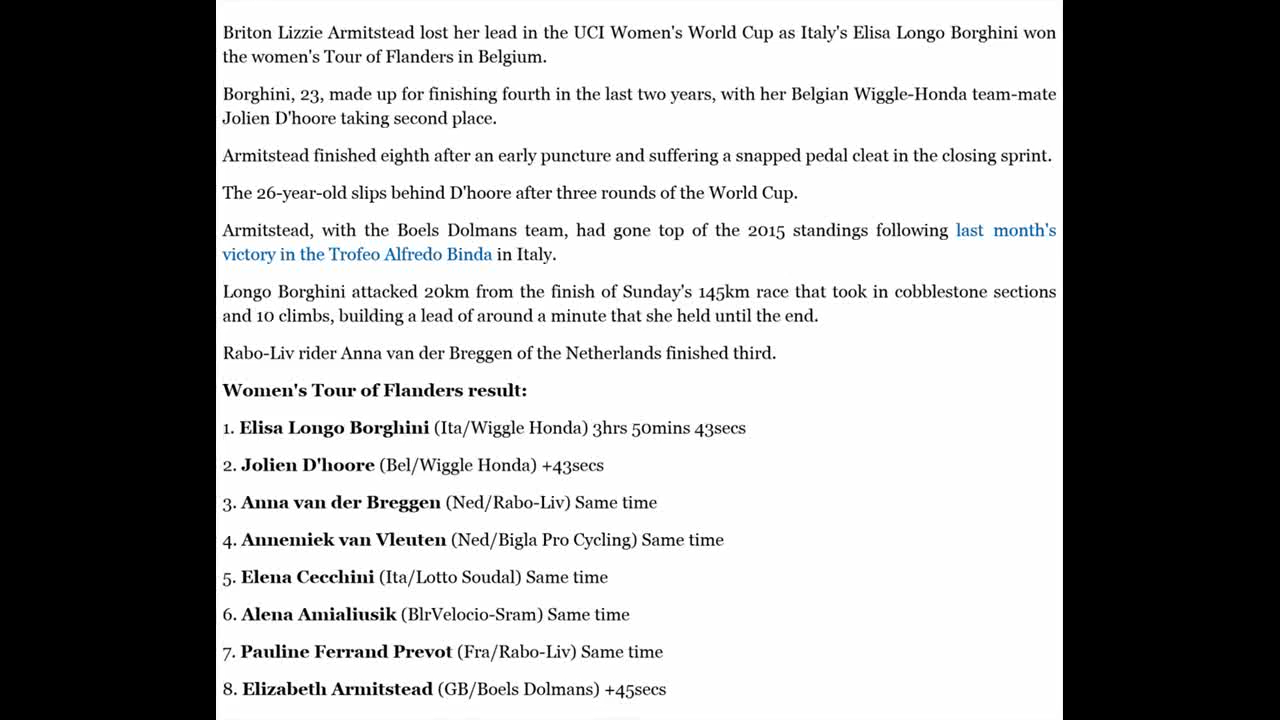 Briton Lizzie Armitstead lost her lead in the UCI Women's World Cup as Italy's Elisa Longo Borghini won
the women's Tour of Flanders in Belgium.
Borghini, 23, made up for finishing fourth in the last two years, with her Belgian Wiggle-Honda team-mate
Jolien D'hoore taking second place.
Armitstead finished eighth after an early puncture and suffering a snapped pedal cleat in the closing sprint.
The 26-year-old slips behind D'hoore after three rounds of the World Cup.
Armitstead, with the Boels Dolmans team, had gone top of the 2015 standings following last month's
victory in the Trofeo Alfredo Binda in Italy.
Longo Borghini attacked 20km from the finish of Sunday's 145km race that took in cobblestone sections
and 10 climbs, building a lead of around a minute that she held until the end.
Rabo-Liv rider Anna van der Breggen of the Netherlands finished third.
Women's Tour of Flanders result:
1. Elisa Longo Borghini (Ita/Wiggle Honda) 3hrs 50mins 43secs
2. Jolien D'hoore (Bel/Wiggle Honda) +43secs
3. Anna van der Breggen (Ned/Rabo-Liv) Same time
4. Annemiek van Vleuten (Ned/Bigla Pro Cycling) Same time
5. Elena Cecchini (Ita/Lotto Soudal) Same time
6. Alena Amialiusik (BlrVelocio-Sram) Same time
7. Pauline Ferrand Prevot (Fra/Rabo-Liv) Same time
8. Elizabeth Armitstead (GB/Boels Dolmans) +45secs